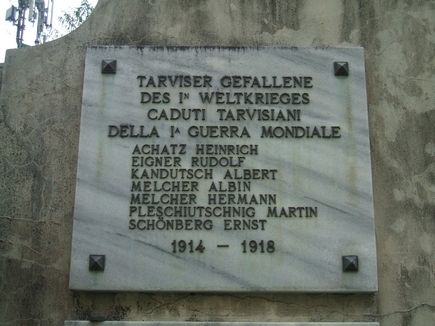 TARVISER GEFALLENE
DES Iᴺ WELTKRIEGES
CADUTI TARVISIANI
DELLA Iᴬ GUERRA MONDIALE
ACHATZ HEINRICH
EIGNER RUDOLF
KANDUTSCH ALBERT
MELCHER ALBIN
MELCHER HERMANN
PLESCHIUTSCHNIG MARTIN
SCHÖNBERG ERNST
1914 – 1918